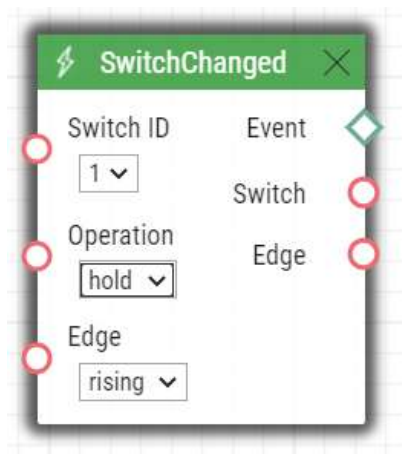 SwitchChanged
Switch ID
Event
1
Switch
Operation
hold
Edge
Edge
rising